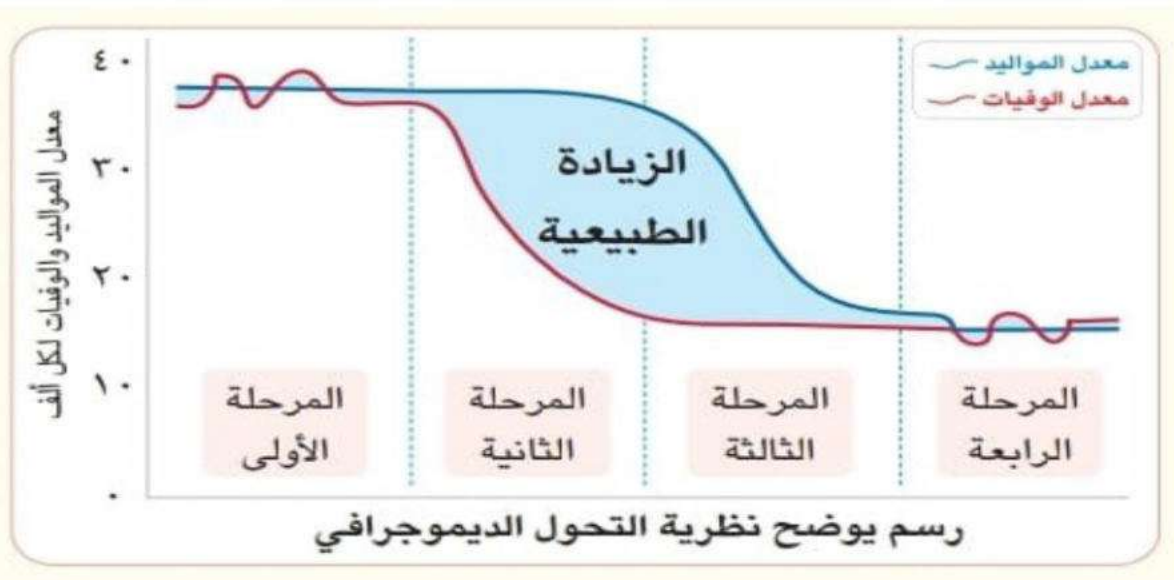 معدل المواليد
معدل الوفيات
معدل المواليد والوفيات لكل ألف
٤٠
٣٠
٢٠
١٠
٠
الزيادة
الطبيعية
المرحلة
الأولى
المرحلة
الثانية
المرحلة
الثالثة
المرحلة
الرابعة
رسم يوضح نظرية التحول الديموجرافي